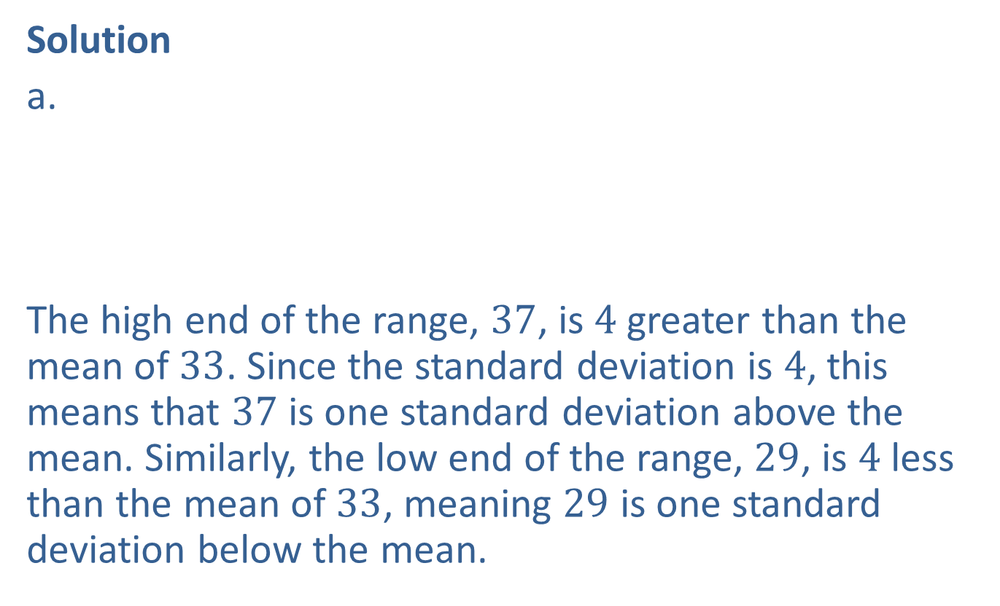 Solution
a.
The high end of the range, 37, is 4 greater than the
mean of 33. Since the standard deviation is 4, this
means that 37 is one standard deviation above the
mean. Similarly, the low end of the range, 29, is 4 less
than the mean of 33, meaning 29 is one standard
deviation below the mean.